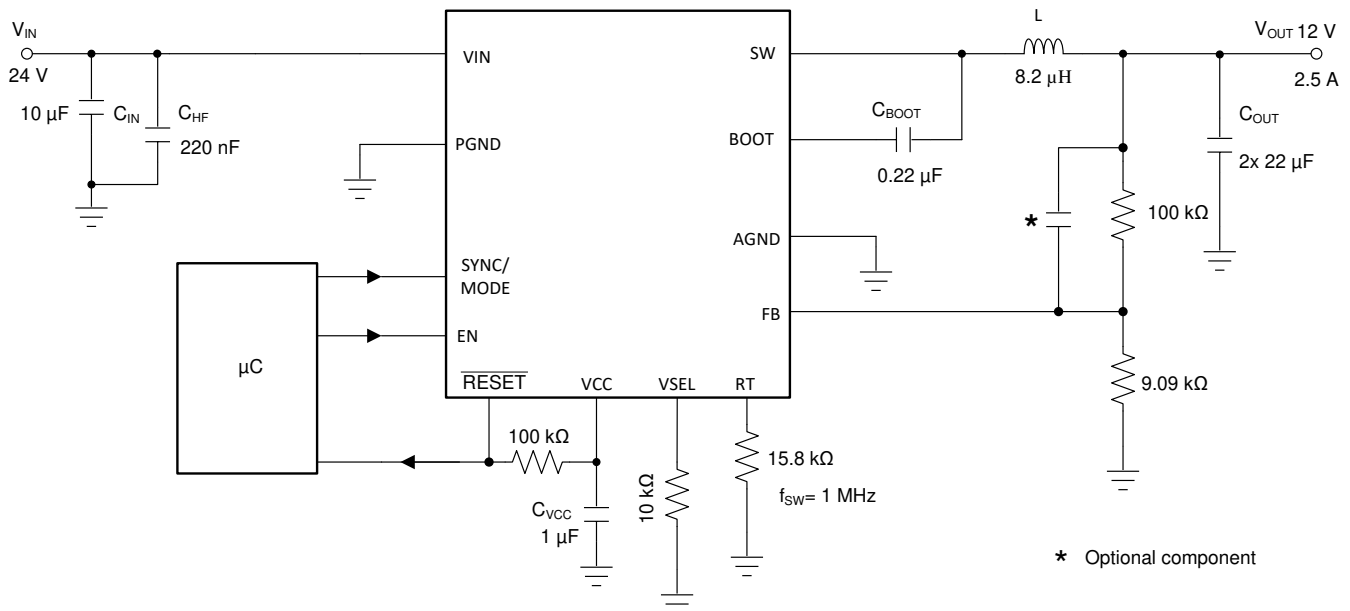 V_IN
24 V
10 µF
C_IN
C_HF
220 nF
VIN
PGND
SYNC/
MODE
EN
RESET
VCC
VSEL
RT
SW
BOOT
AGND
FB
µC
100 kΩ
C_VCC
1 µF
10 kΩ
15.8 kΩ
f_SW= 1 MHz
C_BOOT
0.22 µF
L
8.2 µH
V_OUT 12 V
2.5 A
C_OUT
2x 22 µF
*
100 kΩ
9.09 kΩ
* Optional component